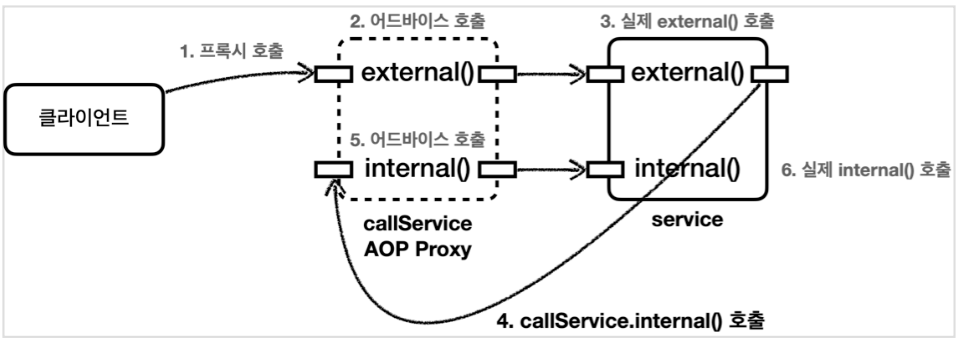 2. 어드바이스 호출
3. 실제 external() 호출
1. 프록시 호출
external()
external()
클라이언트
5. 어드바이스 호출
internal()
internal()
6. 실제 internal() 호출
callService
AOP Proxy
service
4. callService.internal() 호출